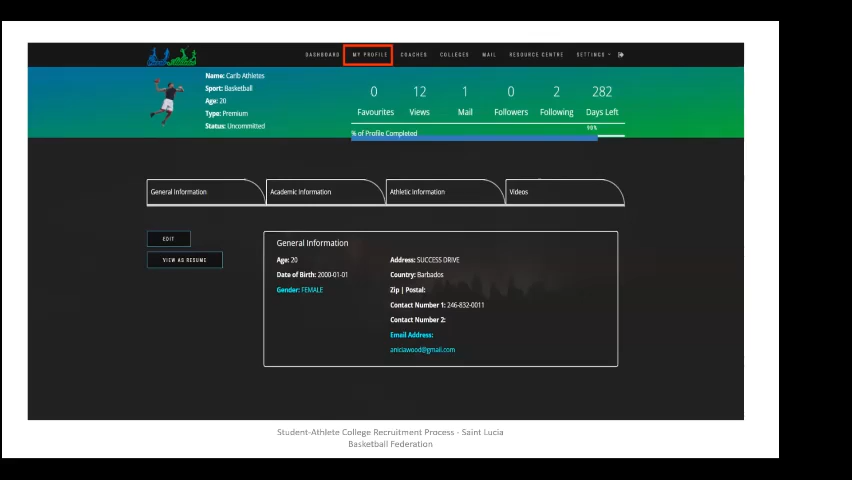 DASHBOARD MY PROFILE COACHES COLLEGES MAIL RESOURCE CENTRE SETTINGS
Name: Carib Athletes
Sport: Basketball
Age: 20
Type: Premium
Status: Uncommitted
0 12 1 0 2 282
Favourites Views Mail Followers Following Days Left
% of Profile Completed 90%
General Information Academic Information Athletic Information Videos
EDIT
VIEW AS RESUME
General Information
Age: 20
Date of Birth: 2000-01-01
Gender: FEMALE
Address: SUCCESS DRIVE
Country: Barbados
Zip | Postal:
Contact Number 1: 246-832-0011
Contact Number 2:
Email Address:
aniciawood@gmail.com
Student-Athlete College Recruitment Process - Saint Lucia
Basketball Federation